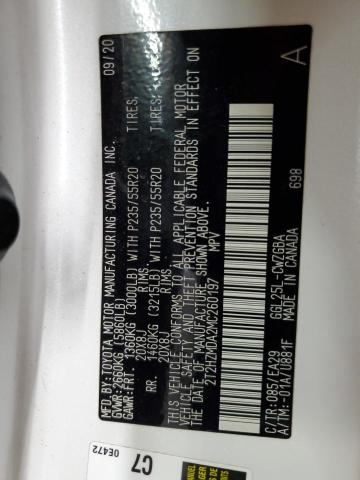 MFD.BY:TOYOTA MOTOR MANUFACTURING CANADA INC. 09/20
GVWR:2660KG (5860LB)
GAWR:FRT. 1360KG (3000LB) WITH P235/55R20 TIRES,
20X8J RIMS
RR. 1460KG (3215LB) WITH P235/55R20 TIRES,
20X8J RIMS
THIS VEHICLE CONFORMS TO ALL APPLICABLE FEDERAL MOTOR
VEHICLE SAFETY AND THEFT PREVENTION STANDARDS IN EFFECT ON
THE DATE OF MANUFACTURE SHOWN ABOVE.
2T2HZMDA2MC260197 MPV
A
C/TR:085/EA29 GGL25L-CWZGBA 698
A/TM:-01A/U881F MADE IN CANADA
0E472
C7
MANUEL